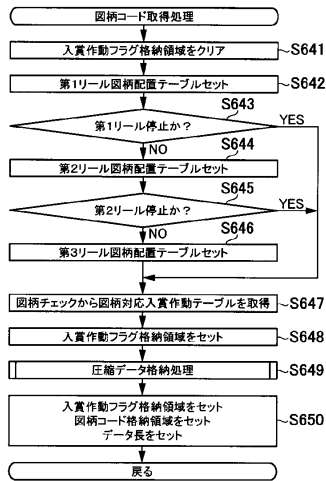 図柄コード取得処理
入賞作動フラグ格納領域をクリア
S641
第1リール図柄配置テーブルセット
S642
S643
第1リール停止か?
YES
NO
S644
第2リール図柄配置テーブルセット
S645
第2リール停止か?
YES
NO
S646
第3リール図柄配置テーブルセット
図柄チェックから図柄対応入賞作動テーブルを取得
S647
入賞作動フラグ格納領域をセット
S648
圧縮データ格納処理
S649
入賞作動フラグ格納領域をセット
図柄コード格納領域をセット
データ長をセット
S650
戻る